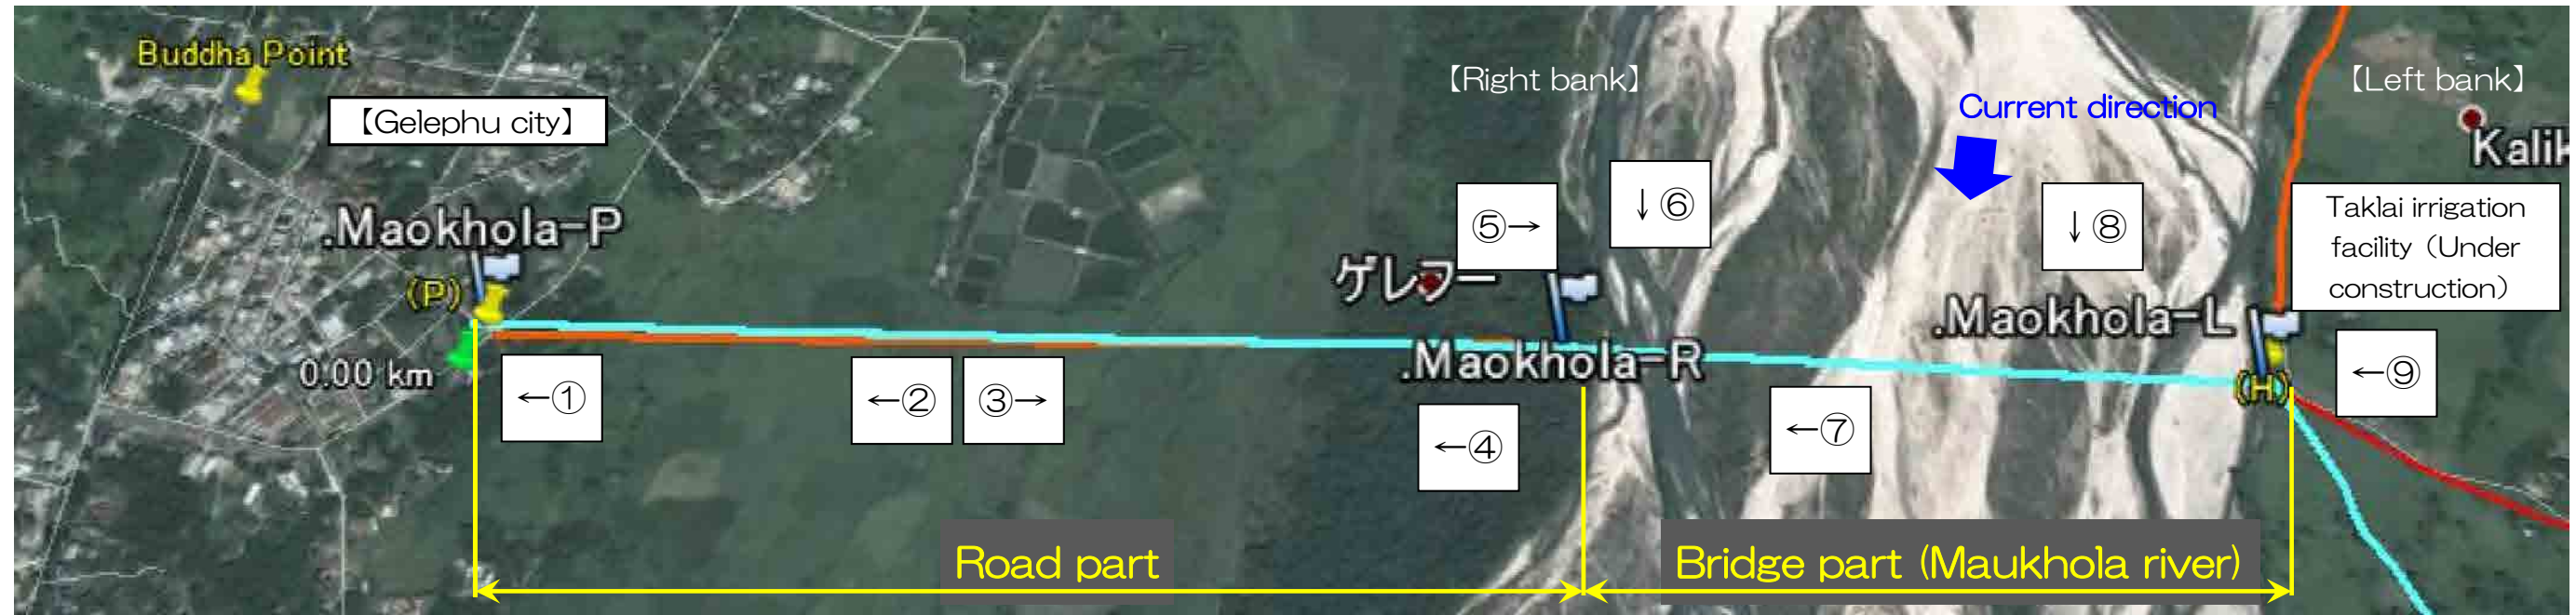 Buddha Point
【Gelephu city】
【Right bank】
【Left bank】
Current direction
Kalik
⑤→
↓⑥
↓⑧
Taklai irrigation
facility（Under
construction）
.Maokhola-P
(P)
ゲレフー
.Maokhola-L
.Maokhola-R
0.00 km
←①
←②
③→
←④
←⑦
(H)
←⑨
Road part
Bridge part (Maukhola river)